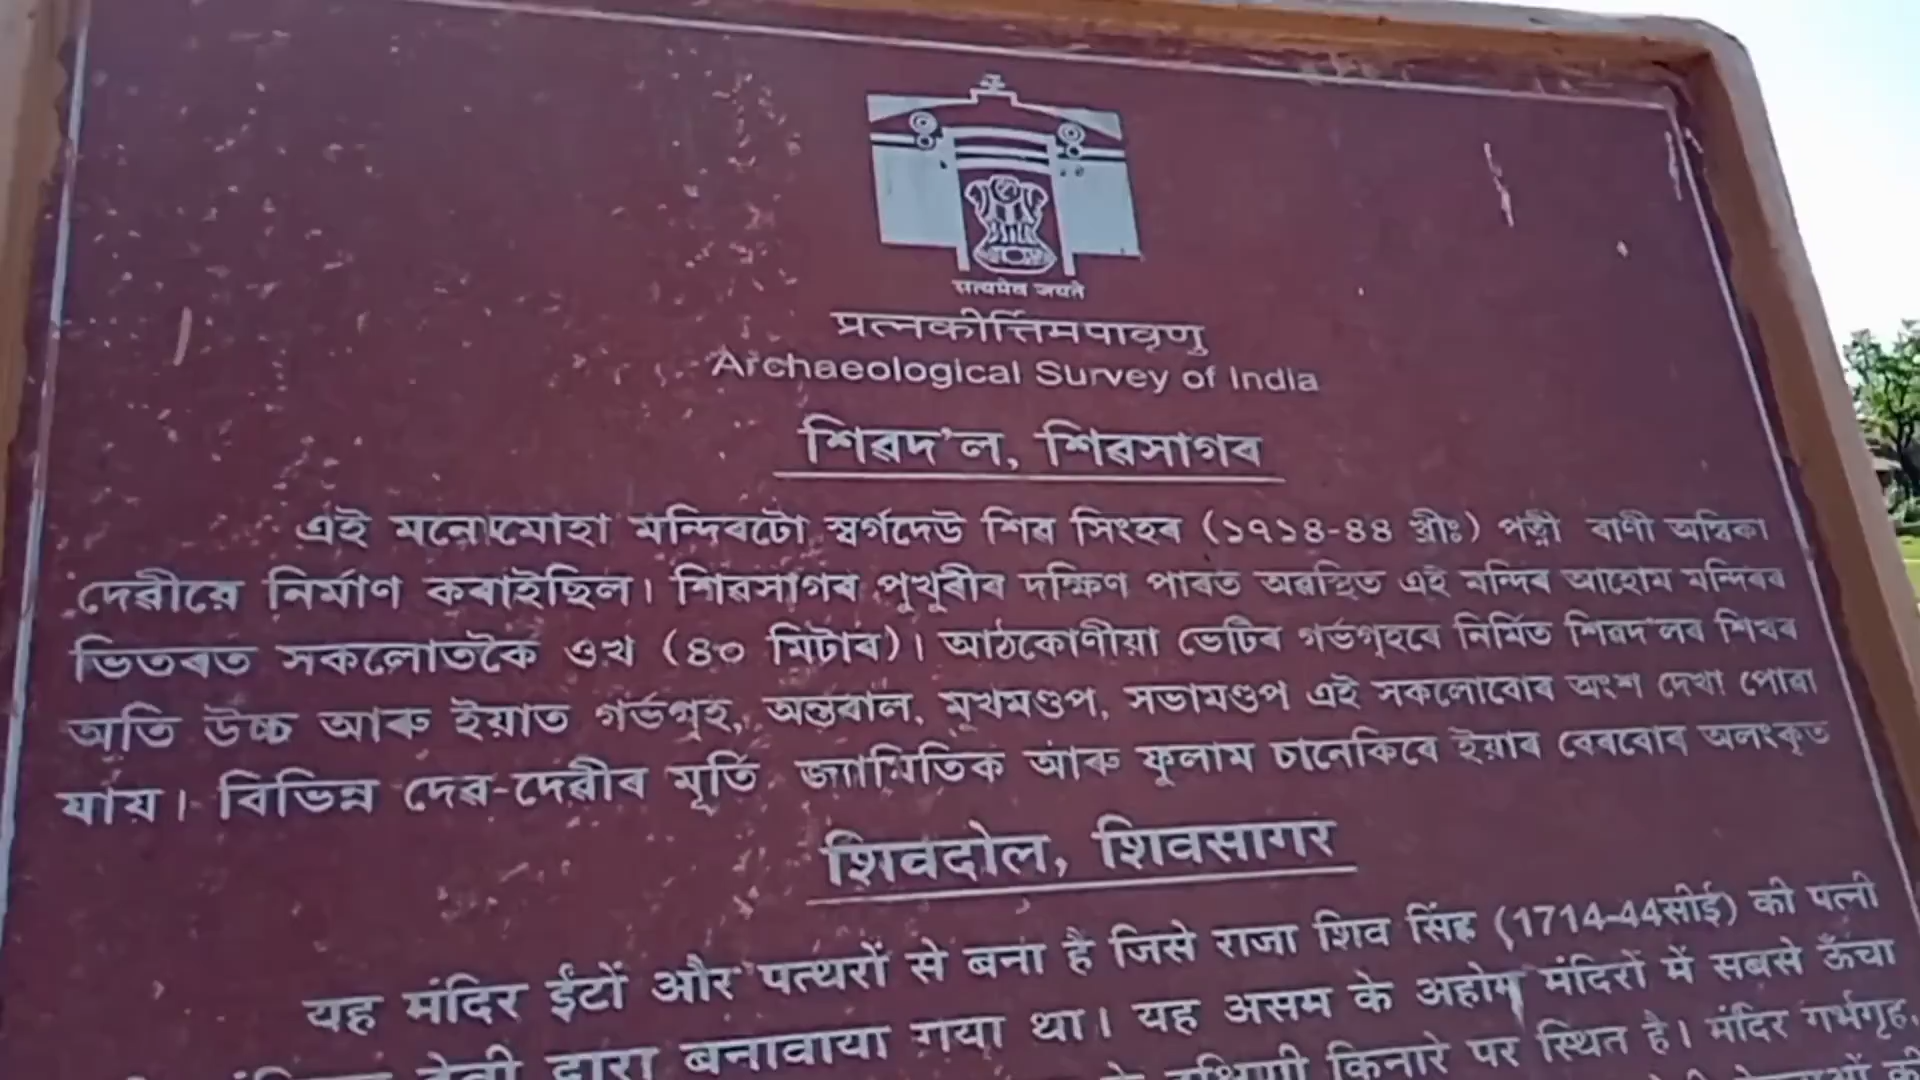 सत्यमेव जयते
प्रत्नकीर्त्तिमपावृणु
Archaeological Survey of India
শিৱদ'ল, শিৱসাগৰ
এই মনোমোহা মন্দিৰটো স্বৰ্গদেউ শিৱ সিংহৰ (১৭১৪-৪৪ খ্ৰীঃ) পত্নী ৰাণী অম্বিকা
দেৱীয়ে নিৰ্মাণ কৰাইছিল। শিৱসাগৰ পুখুৰীৰ দক্ষিণ পাৰত অৱস্থিত এই মন্দিৰ আহোম মন্দিৰৰ
ভিতৰত সকলোতকৈ ওখ (৪০ মিটাৰ)। আঠকোণীয়া ভেটিৰ গৰ্ভগৃহৰে নিৰ্মিত শিৱদ'লৰ শিখৰ
অতি উচ্চ আৰু ইয়াত গৰ্ভগৃহ, অন্তৰাল, মুখমণ্ডপ, সভামণ্ডপ এই সকলোবোৰ অংশ দেখা পোৱা
যায়। বিভিন্ন দেৱ-দেৱীৰ মূৰ্তি জ্যামিতিক আৰু ফুলাম চানেকিৰে ইয়াৰ বেৰবোৰ অলংকৃত
शिवदोल, शिवसागर
यह मंदिर ईंटों और पत्थरों से बना है जिसे राजा शिव सिंह (1714-44सीई) की पत्नी
देवी द्वारा बनावाया गया था। यह असम के अहोम मंदिरों में सबसे ऊँचा
दक्षिणी किनारे पर स्थित है। मंदिर गर्भगृह,